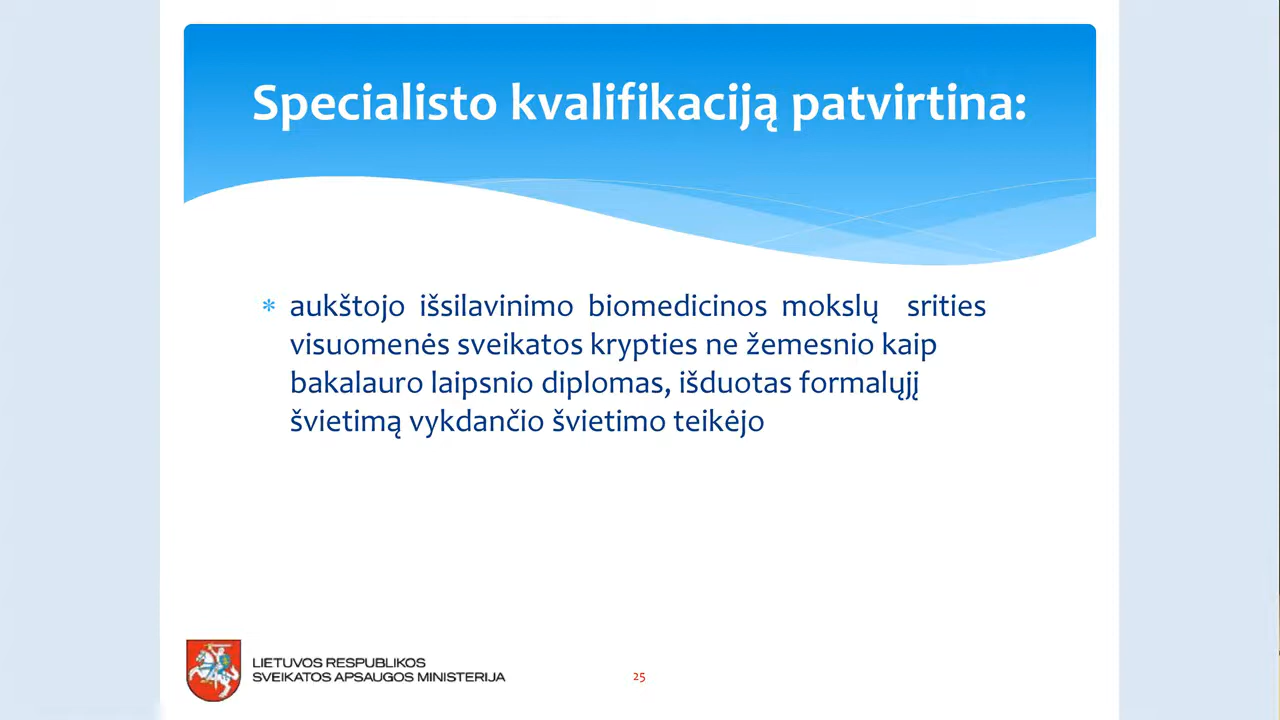 Specialisto kvalifikaciją patvirtina:
* aukštojo išsilavinimo biomedicinos mokslų srities
visuomenės sveikatos krypties ne žemesnio kaip
bakalauro laipsnio diplomas, išduotas formalųjį
švietimą vykdančio švietimo teikėjo
LIETUVOS RESPUBLIKOS
SVEIKATOS APSAUGOS MINISTERIJA
25